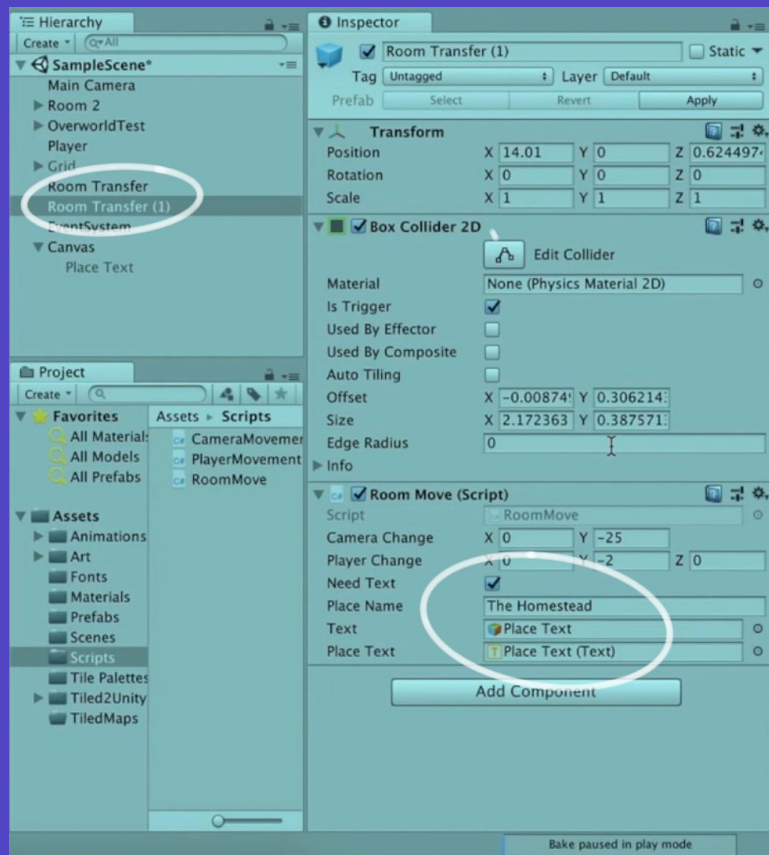 Hierarchy
Create
All
SampleScene*
Main Camera
Room 2
OverworldTest
Player
Grid
Room Transfer
Room Transfer (1)
EventSystem
Canvas
Place Text
Project
Create
Favorites
All Materials
All Models
All Prefabs
Assets
Animations
Art
Fonts
Materials
Prefabs
Scenes
Scripts
Tile Palettes
Tiled2Unity
TiledMaps
Assets Scripts
CameraMovemer
PlayerMovement
RoomMove
Inspector
Room Transfer (1) Static
Tag Untagged Layer Default
Prefab Select Revert Apply
Transform
Position X 14.01 Y 0 Z 0.6244974
Rotation X 0 Y 0 Z 0
Scale X 1 Y 1 Z 1
Box Collider 2D
Edit Collider
Material None (Physics Material 2D)
Is Trigger
Used By Effector
Used By Composite
Auto Tiling
Offset X -0.00874 Y 0.306214
Size X 2.172363 Y 0.387571
Edge Radius 0
Info
C# Room Move (Script)
Script RoomMove
Camera Change X 0 Y -25
Player Change X 0 Y -2 Z 0
Need Text
Place Name The Homestead
Text Place Text
Place Text T Place Text (Text)
Add Component
Bake paused in play mode